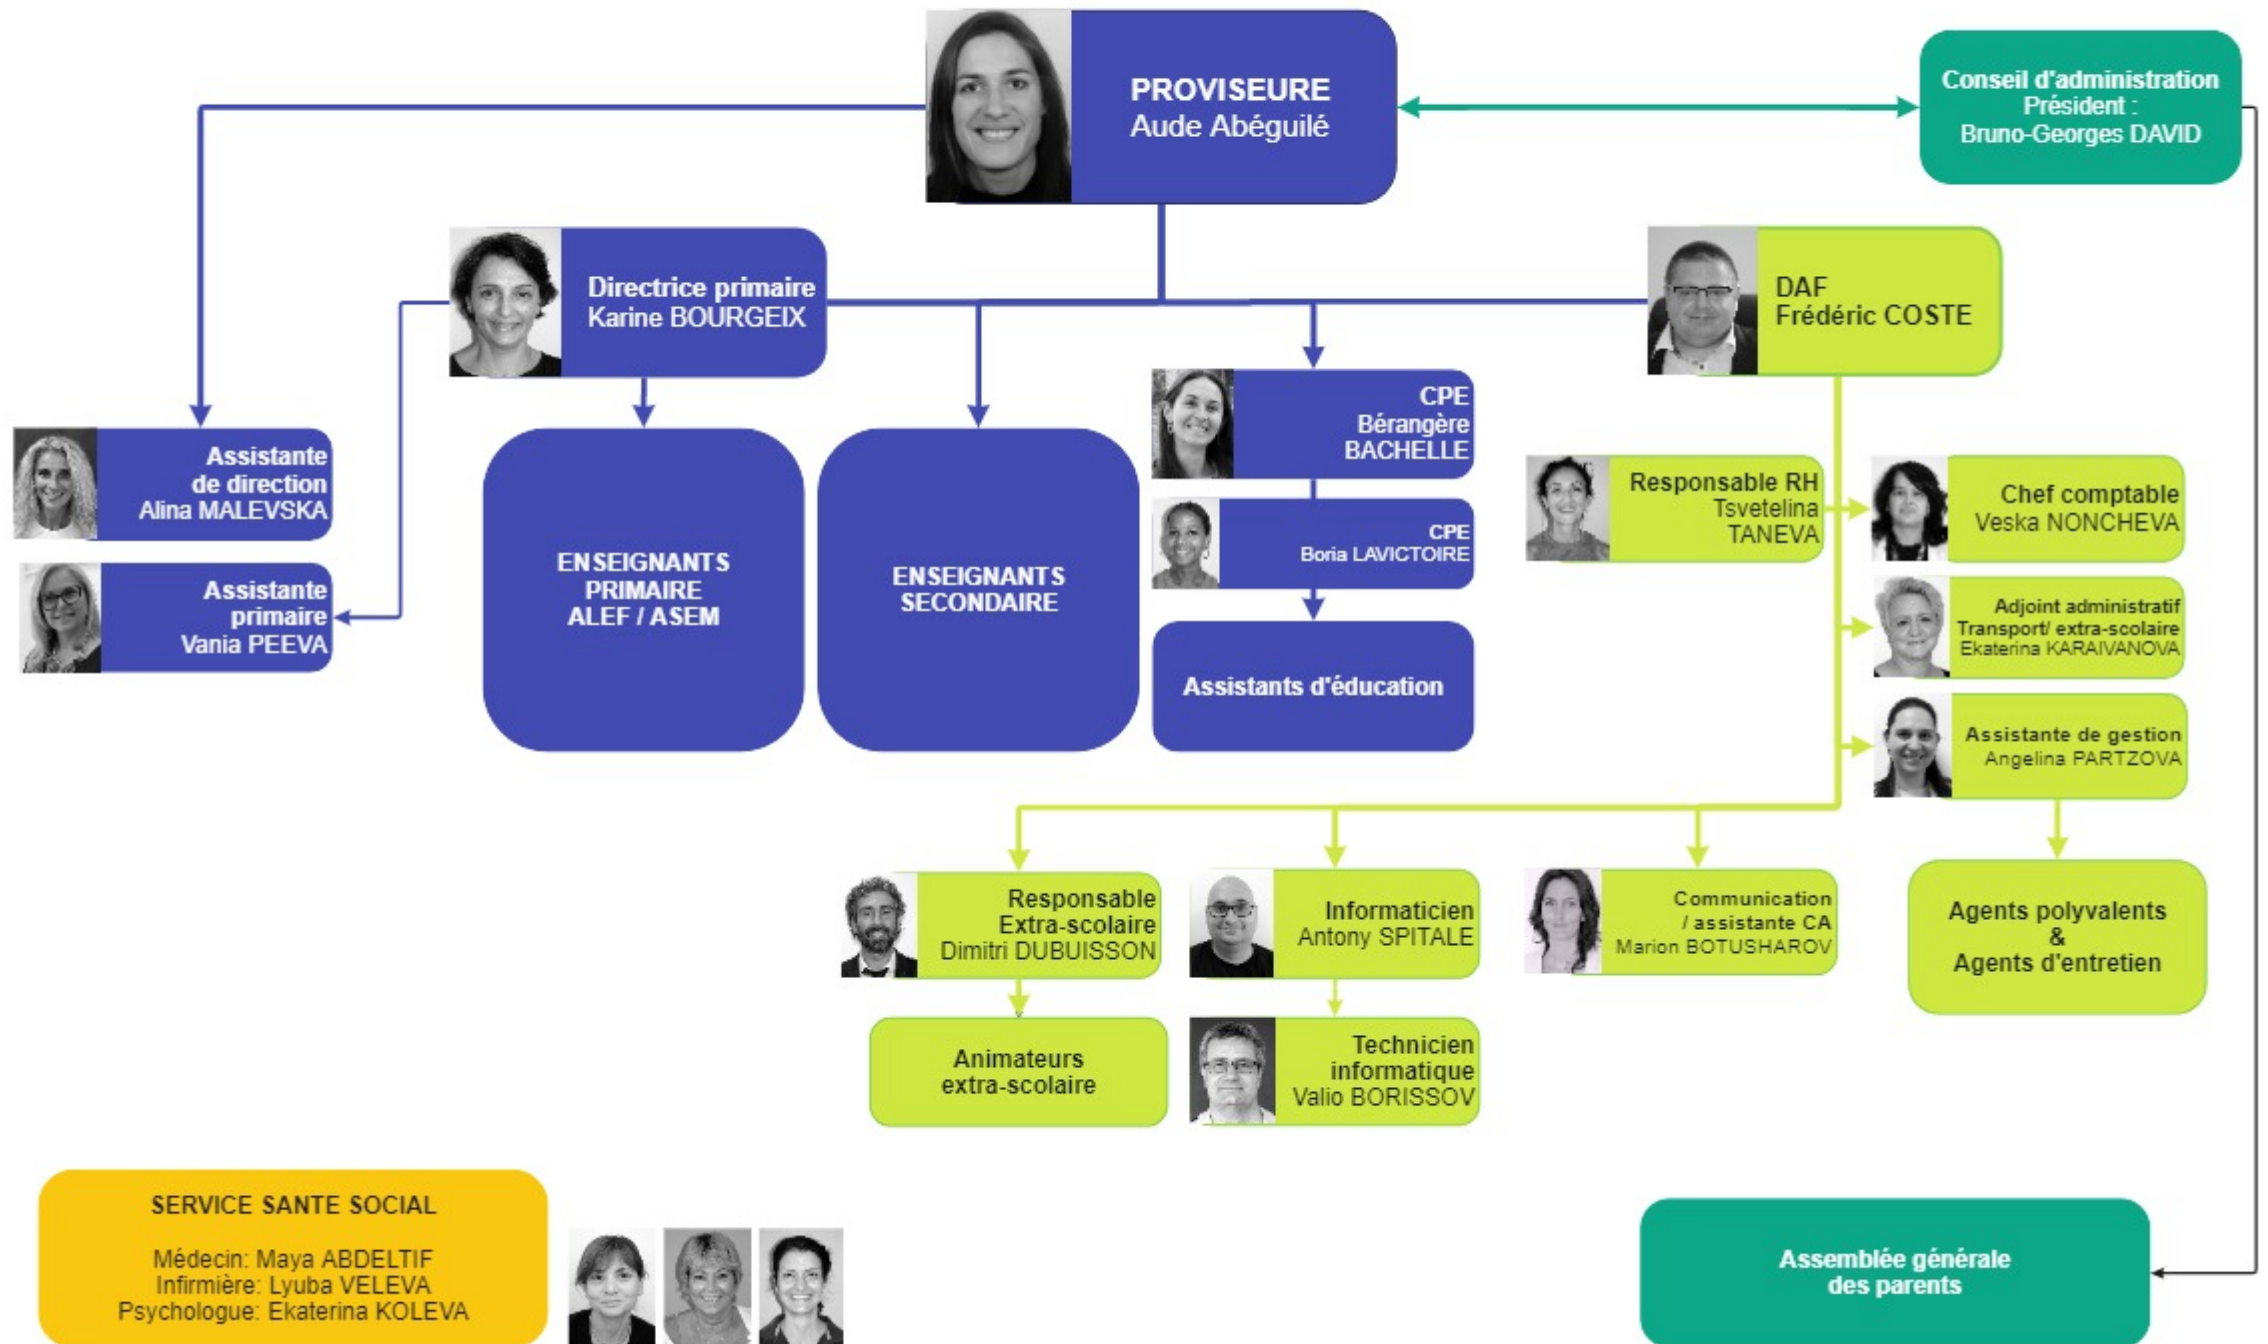 PROVISEURE
Aude Abéguilé
Conseil d'administration
Président :
Bruno-Georges DAVID
Directrice primaire
Karine BOURGEIX
DAF
Frédéric COSTE
Assistante
de direction
Alina MALEVSKA
Assistante
primaire
Vania PEEVA
ENSEIGNANTS
PRIMAIRE
ALEF / ASEM
ENSEIGNANTS
SECONDAIRE
CPE
Bérangère
BACHELLE
CPE
Boria LAVICTOIRE
Assistants d'éducation
Responsable RH
Tsvetelina
TANEVA
Chef comptable
Veska NONCHEVA
Adjoint administratif
Transport/ extra-scolaire
Ekaterina KARAIVANOVA
Assistante de gestion
Angelina PARTZOVA
Responsable
Extra-scolaire
Dimitri DUBUISSON
Informaticien
Antony SPITALE
Communication
/ assistante CA
Marion BOTUSHAROV
Agents polyvalents
&
Agents d'entretien
Animateurs
extra-scolaire
Technicien
informatique
Valio BORISSOV
SERVICE SANTE SOCIAL
Médecin: Maya ABDELTIF
Infirmière: Lyuba VELEVA
Psychologue: Ekaterina KOLEVA
Assemblée générale
des parents